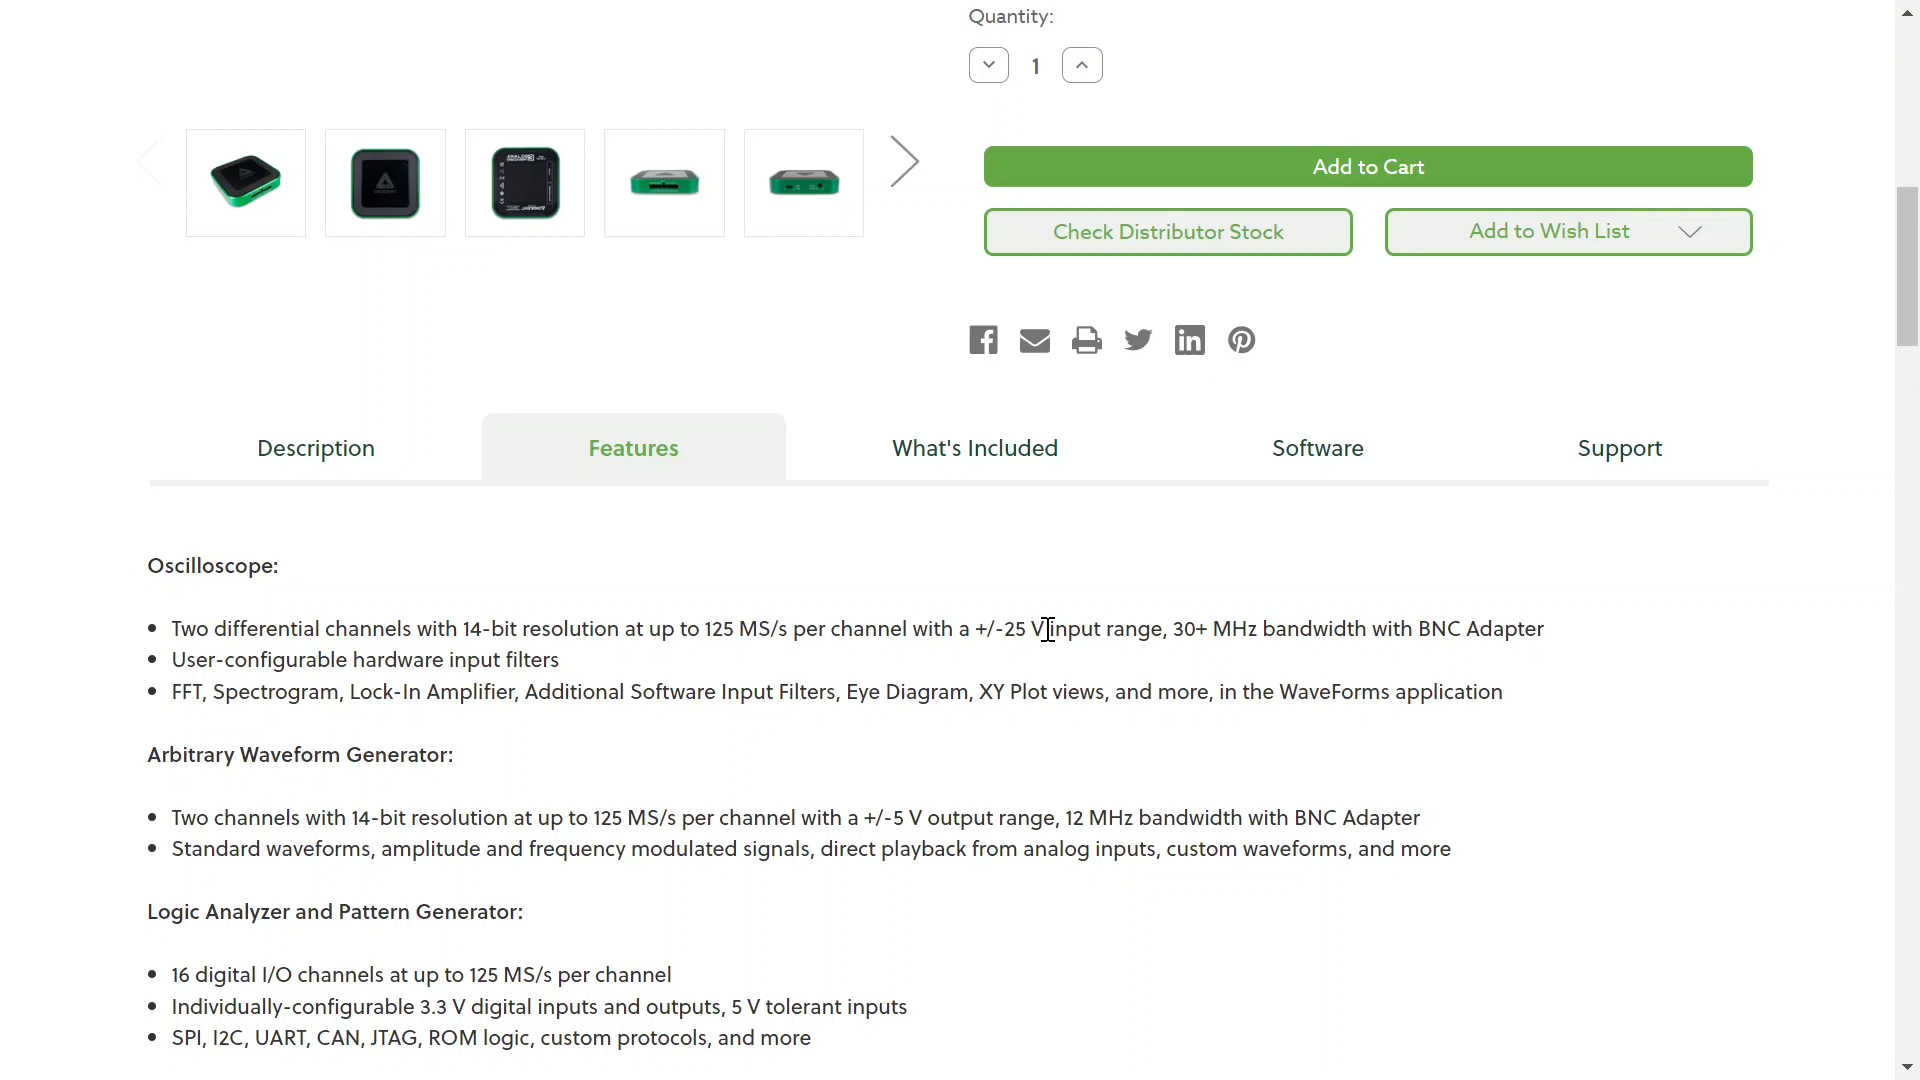 Quantity:
1
Add to Cart
Check Distributor Stock
Add to Wish List
Description
Features
What's Included
Software
Support
Oscilloscope:
• Two differential channels with 14-bit resolution at up to 125 MS/s per channel with a +/-25 V input range, 30+ MHz bandwidth with BNC Adapter
• User-configurable hardware input filters
• FFT, Spectrogram, Lock-In Amplifier, Additional Software Input Filters, Eye Diagram, XY Plot views, and more, in the WaveForms application
Arbitrary Waveform Generator:
• Two channels with 14-bit resolution at up to 125 MS/s per channel with a +/-5 V output range, 12 MHz bandwidth with BNC Adapter
• Standard waveforms, amplitude and frequency modulated signals, direct playback from analog inputs, custom waveforms, and more
Logic Analyzer and Pattern Generator:
• 16 digital I/O channels at up to 125 MS/s per channel
• Individually-configurable 3.3 V digital inputs and outputs, 5 V tolerant inputs
• SPI, I2C, UART, CAN, JTAG, ROM logic, custom protocols, and more